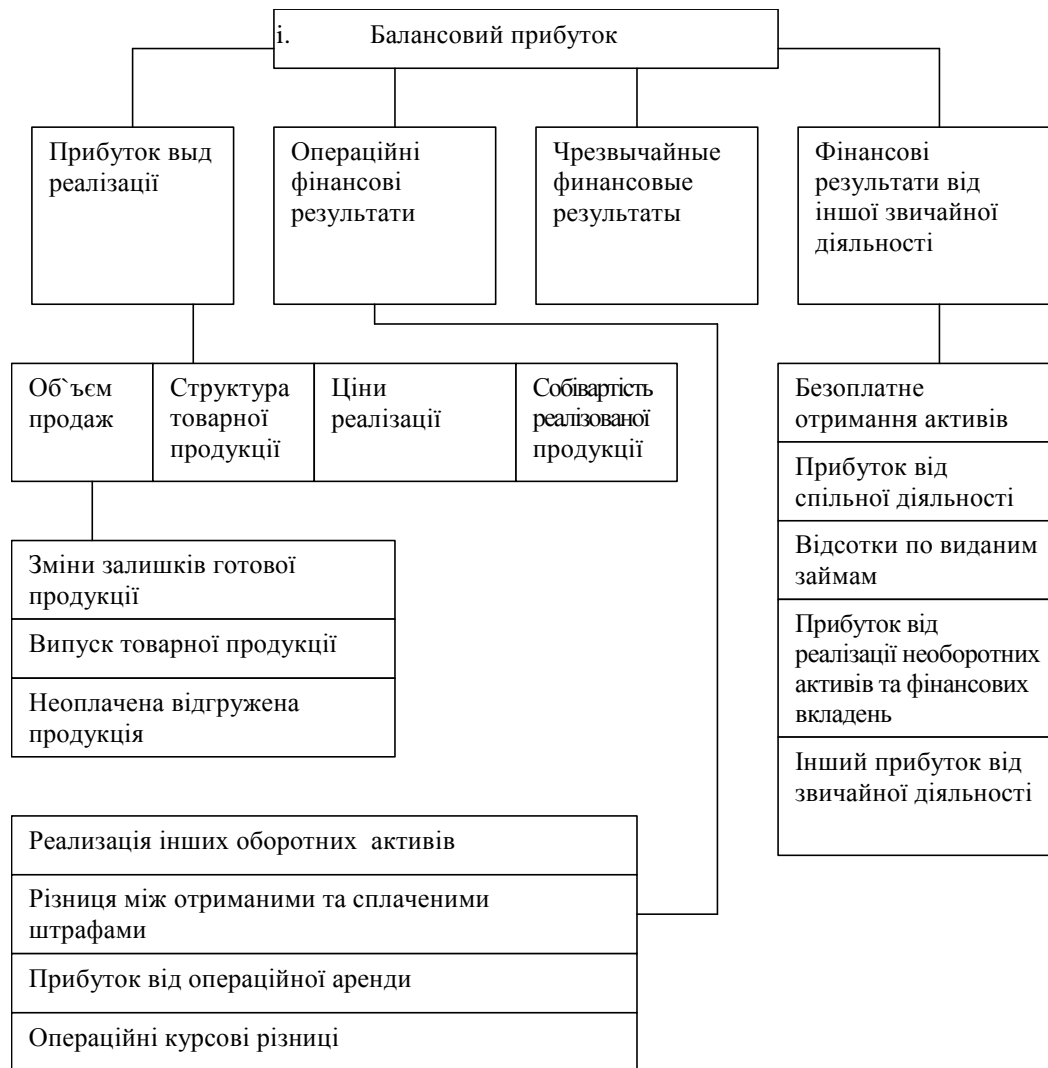 і. Балансовий прибуток
Прибуток выд
реалізації
Операційні
фінансові
результати
Чрезвычайные
финансовые
результаты
Фінансові
результати від
іншої звичайної
діяльності
Об`ъєм
продаж
Структура
товарної
продукції
Ціни
реалізації
Собівартість
реалізованої
продукції
Безоплатне
отримання активів
Прибуток від
спільної діяльності
Відсотки по виданим
займам
Прибуток від
реалізації необоротних
активів та фінансових
вкладень
Інший прибуток від
звичайної діяльності
Зміни залишків готової
продукції
Випуск товарної продукції
Неоплачена відгружена
продукція
Реализація інших оборотних активів
Різниця між отриманими та сплаченими
штрафами
Прибуток від операційної аренди
Операційні курсові різниці